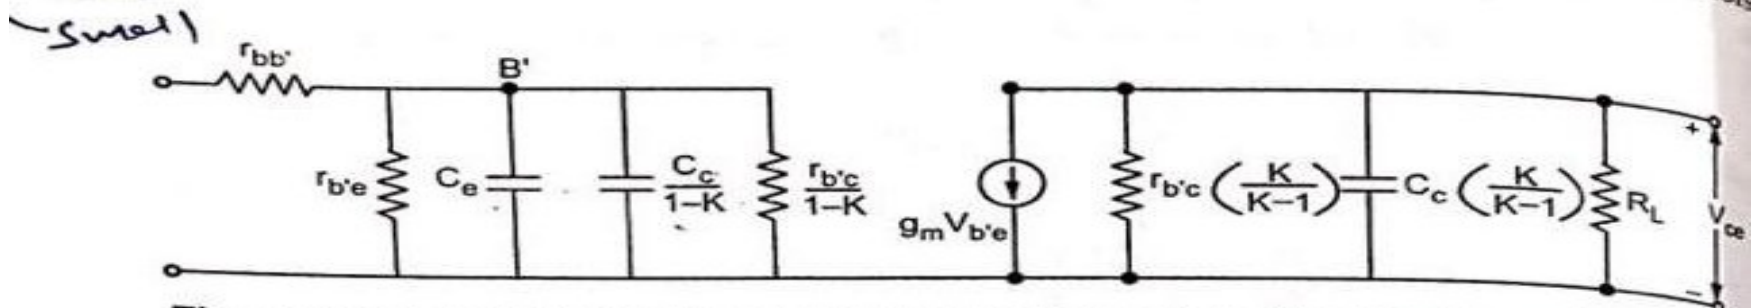 Small
r_bb'
B'
r_b'e
C_e
C_c/1–K
r_b'c/1–K
g_m V_b'e
r_b'c (K/K–1)
C_c (K/K–1)
R_L
+
V_ce
–